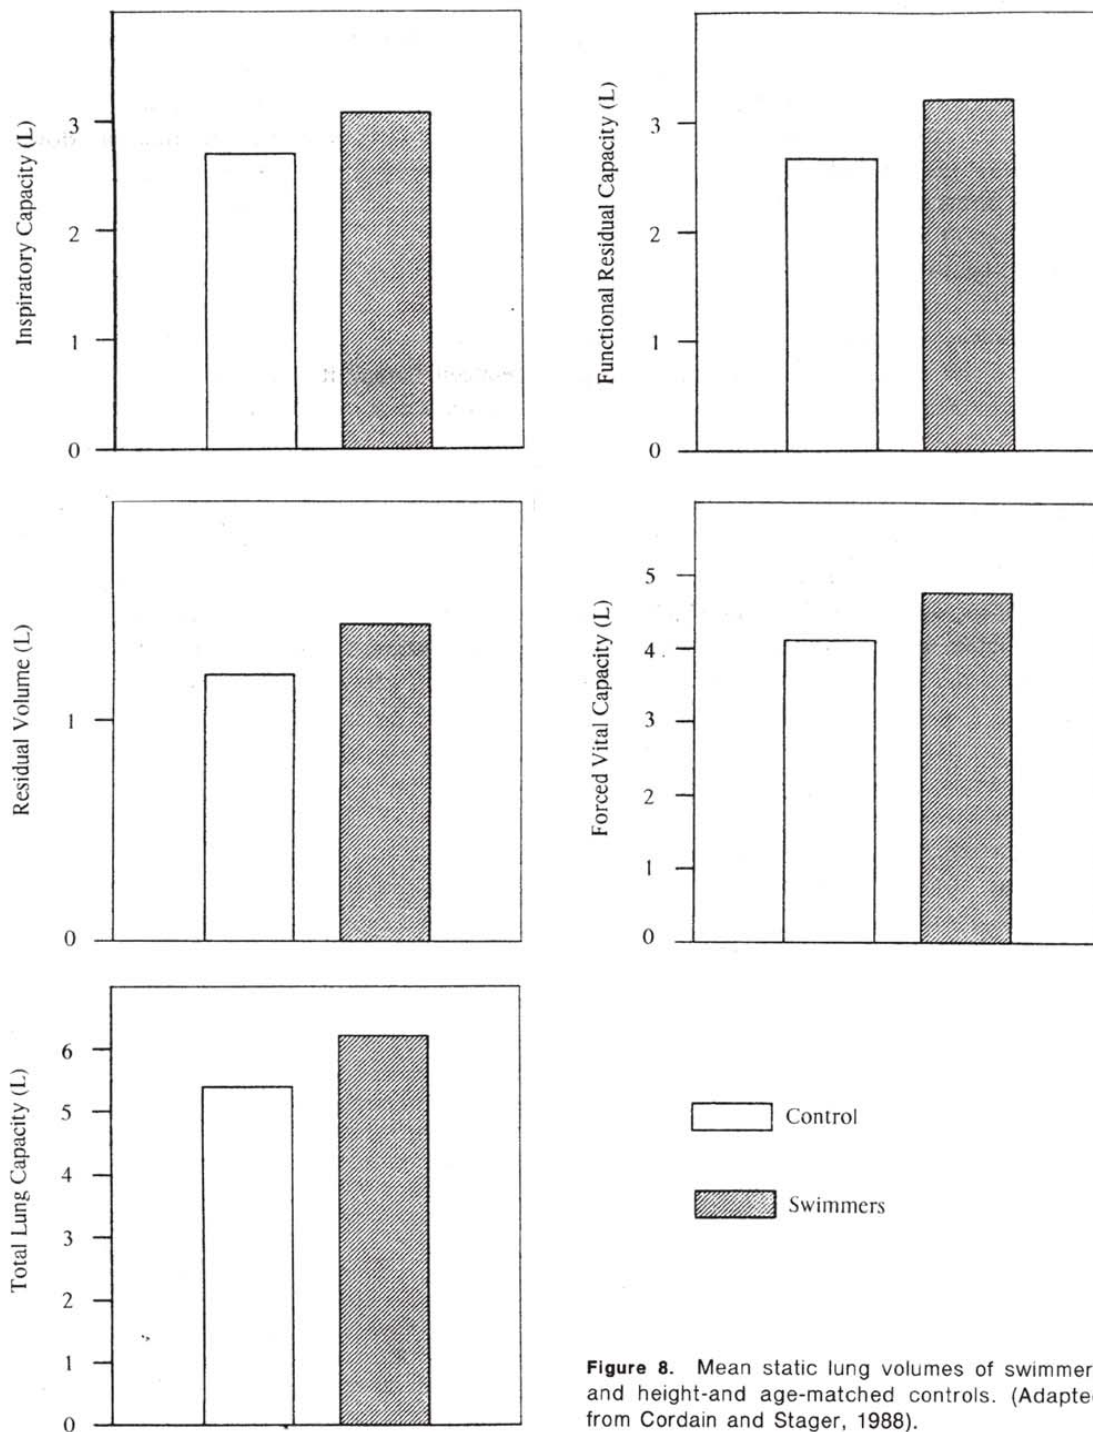 Inspiratory Capacity (L)
3
2
1
0
Functional Residual Capacity (L)
3
2
1
0
Residual Volume (L)
1
0
Forced Vital Capacity (L)
5
4
3
2
1
0
Total Lung Capacity (L)
6
5
4
3
2
1
0
Control
Swimmers
Figure 8. Mean static lung volumes of swimmer
and height-and age-matched controls. (Adapte
from Cordain and Stager, 1988).